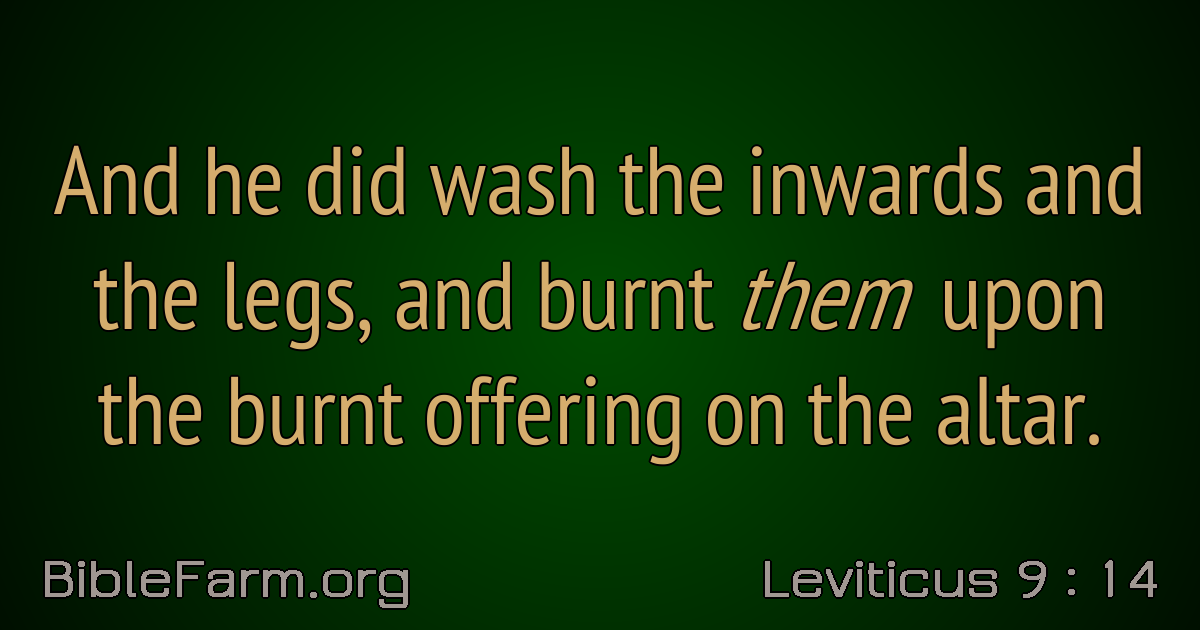 And he did wash the inwards and
the legs, and burnt them upon
the burnt offering on the altar.
BibleFarm.org
Leviticus 9 : 14